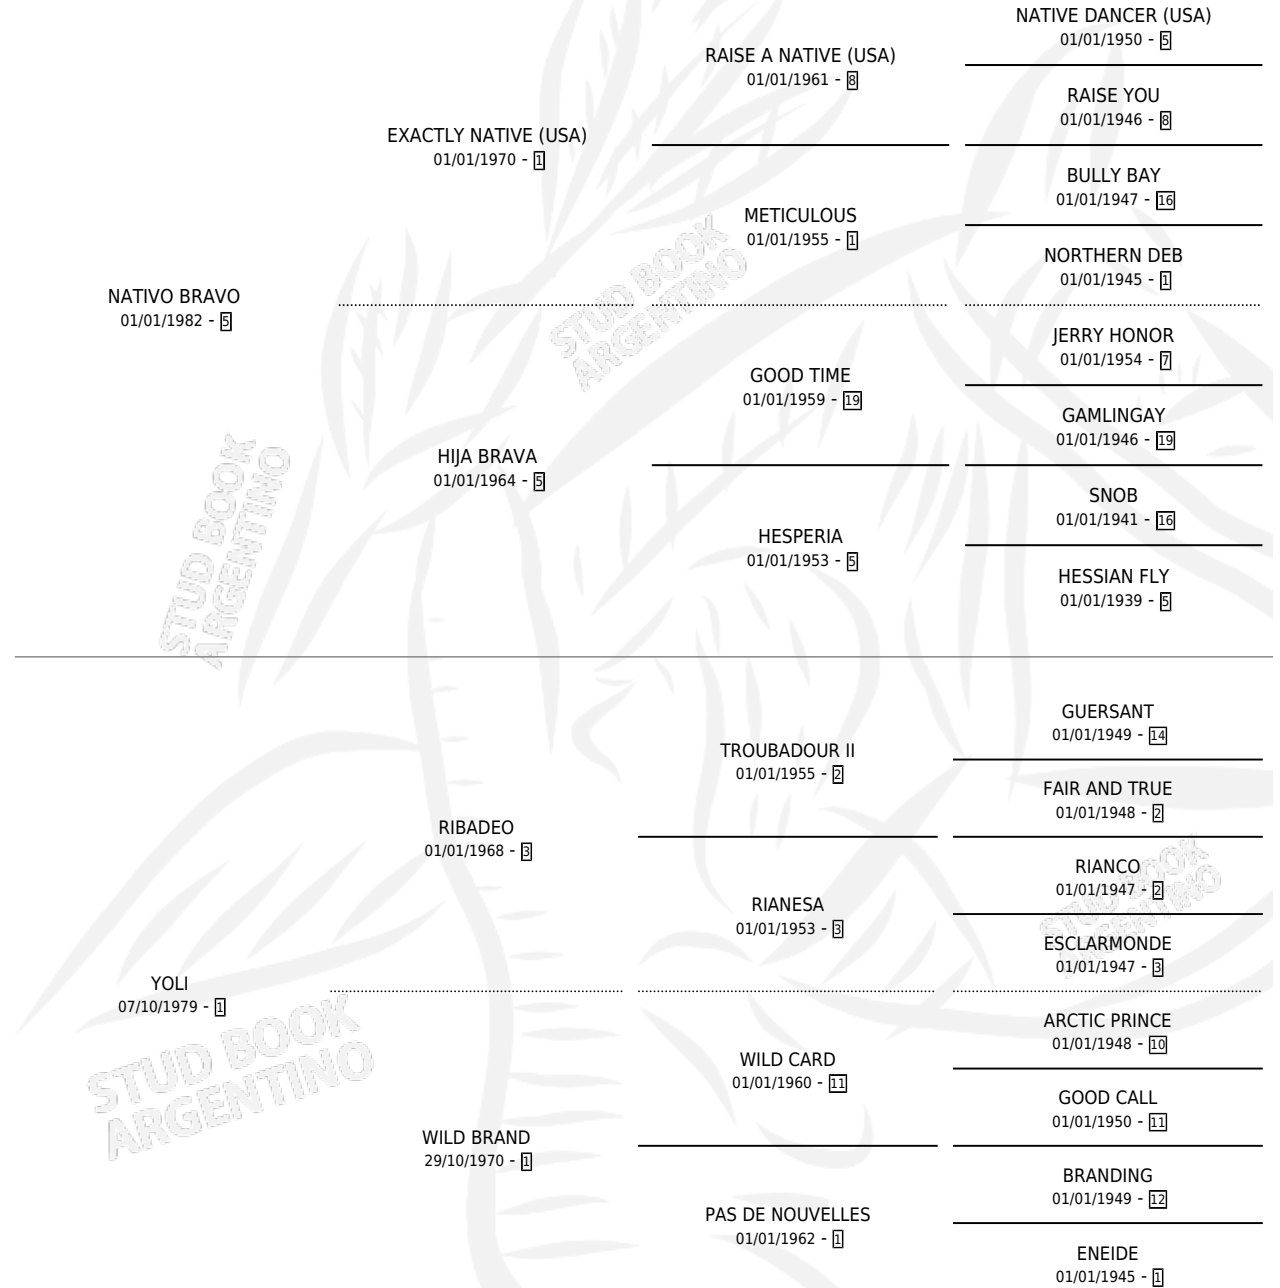 NATIVE DANCER (USA)
01/01/1950 - 5
RAISE A NATIVE (USA)
01/01/1961 - 8
RAISE YOU
01/01/1946 - 8
EXACTLY NATIVE (USA)
01/01/1970 - 1
BULLY BAY
01/01/1947 - 16
METICULOUS
01/01/1955 - 1
NORTHERN DEB
01/01/1945 - 1
NATIVO BRAVO
01/01/1982 - 5
JERRY HONOR
01/01/1954 - 7
GOOD TIME
01/01/1959 - 19
GAMLINGAY
01/01/1946 - 19
HIJA BRAVA
01/01/1964 - 5
SNOB
01/01/1941 - 16
HESPERIA
01/01/1953 - 5
HESSIAN FLY
01/01/1939 - 5
GUERSANT
01/01/1949 - 14
TROUBADOUR II
01/01/1955 - 2
FAIR AND TRUE
01/01/1948 - 2
RIBADEO
01/01/1968 - 3
RIANCO
01/01/1947 - 2
RIANESA
01/01/1953 - 3
ESCLARMONDE
01/01/1947 - 3
YOLI
07/10/1979 - 1
ARCTIC PRINCE
01/01/1948 - 10
WILD CARD
01/01/1960 - 11
GOOD CALL
01/01/1950 - 11
WILD BRAND
29/10/1970 - 1
BRANDING
01/01/1949 - 12
PAS DE NOUVELLES
01/01/1962 - 1
ENEIDE
01/01/1945 - 1
STUD BOOK
ARGENTINO
STUD BOOK
ARGENTINO
STUD BOOK
ARGENTINO
STUD BOOK
ARGENTINO